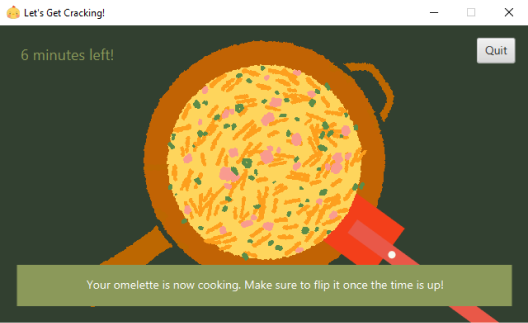 Let's Get Cracking!
6 minutes left!
Quit
Your omelette is now cooking. Make sure to flip it once the time is up!